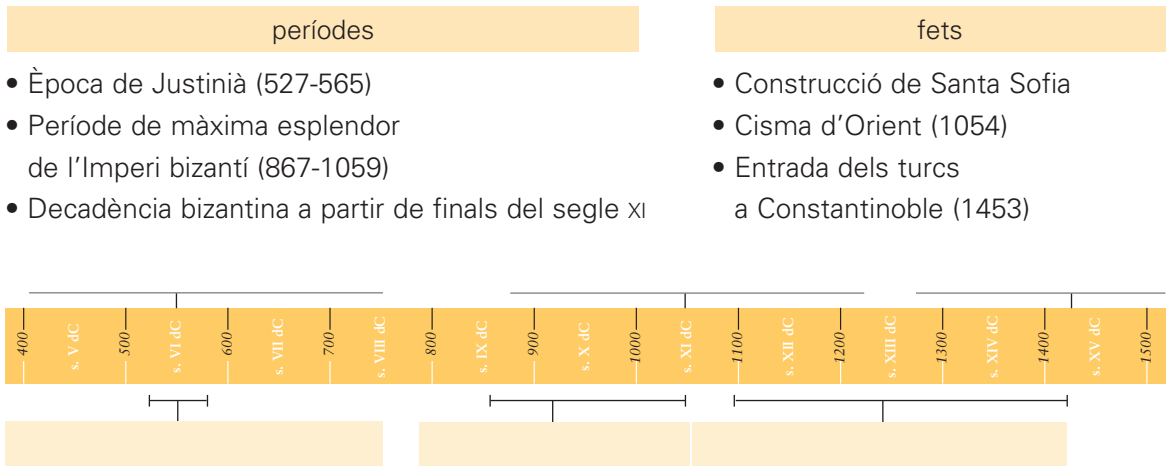 períodes
• Època de Justinià (527-565)
• Període de màxima esplendor
de l'Imperi bizantí (867-1059)
• Decadència bizantina a partir de finals del segle XI
fets
• Construcció de Santa Sofia
• Cisma d'Orient (1054)
• Entrada dels turcs
a Constantinoble (1453)
400 s. V dC 500 s. VI dC 600 s. VII dC 700 s. VIII dC 800 s. IX dC 900 s. X dC 1000 s. XI dC 1100 s. XII dC 1200 s. XIII dC 1300 s. XIV dC 1400 s. XV dC 1500